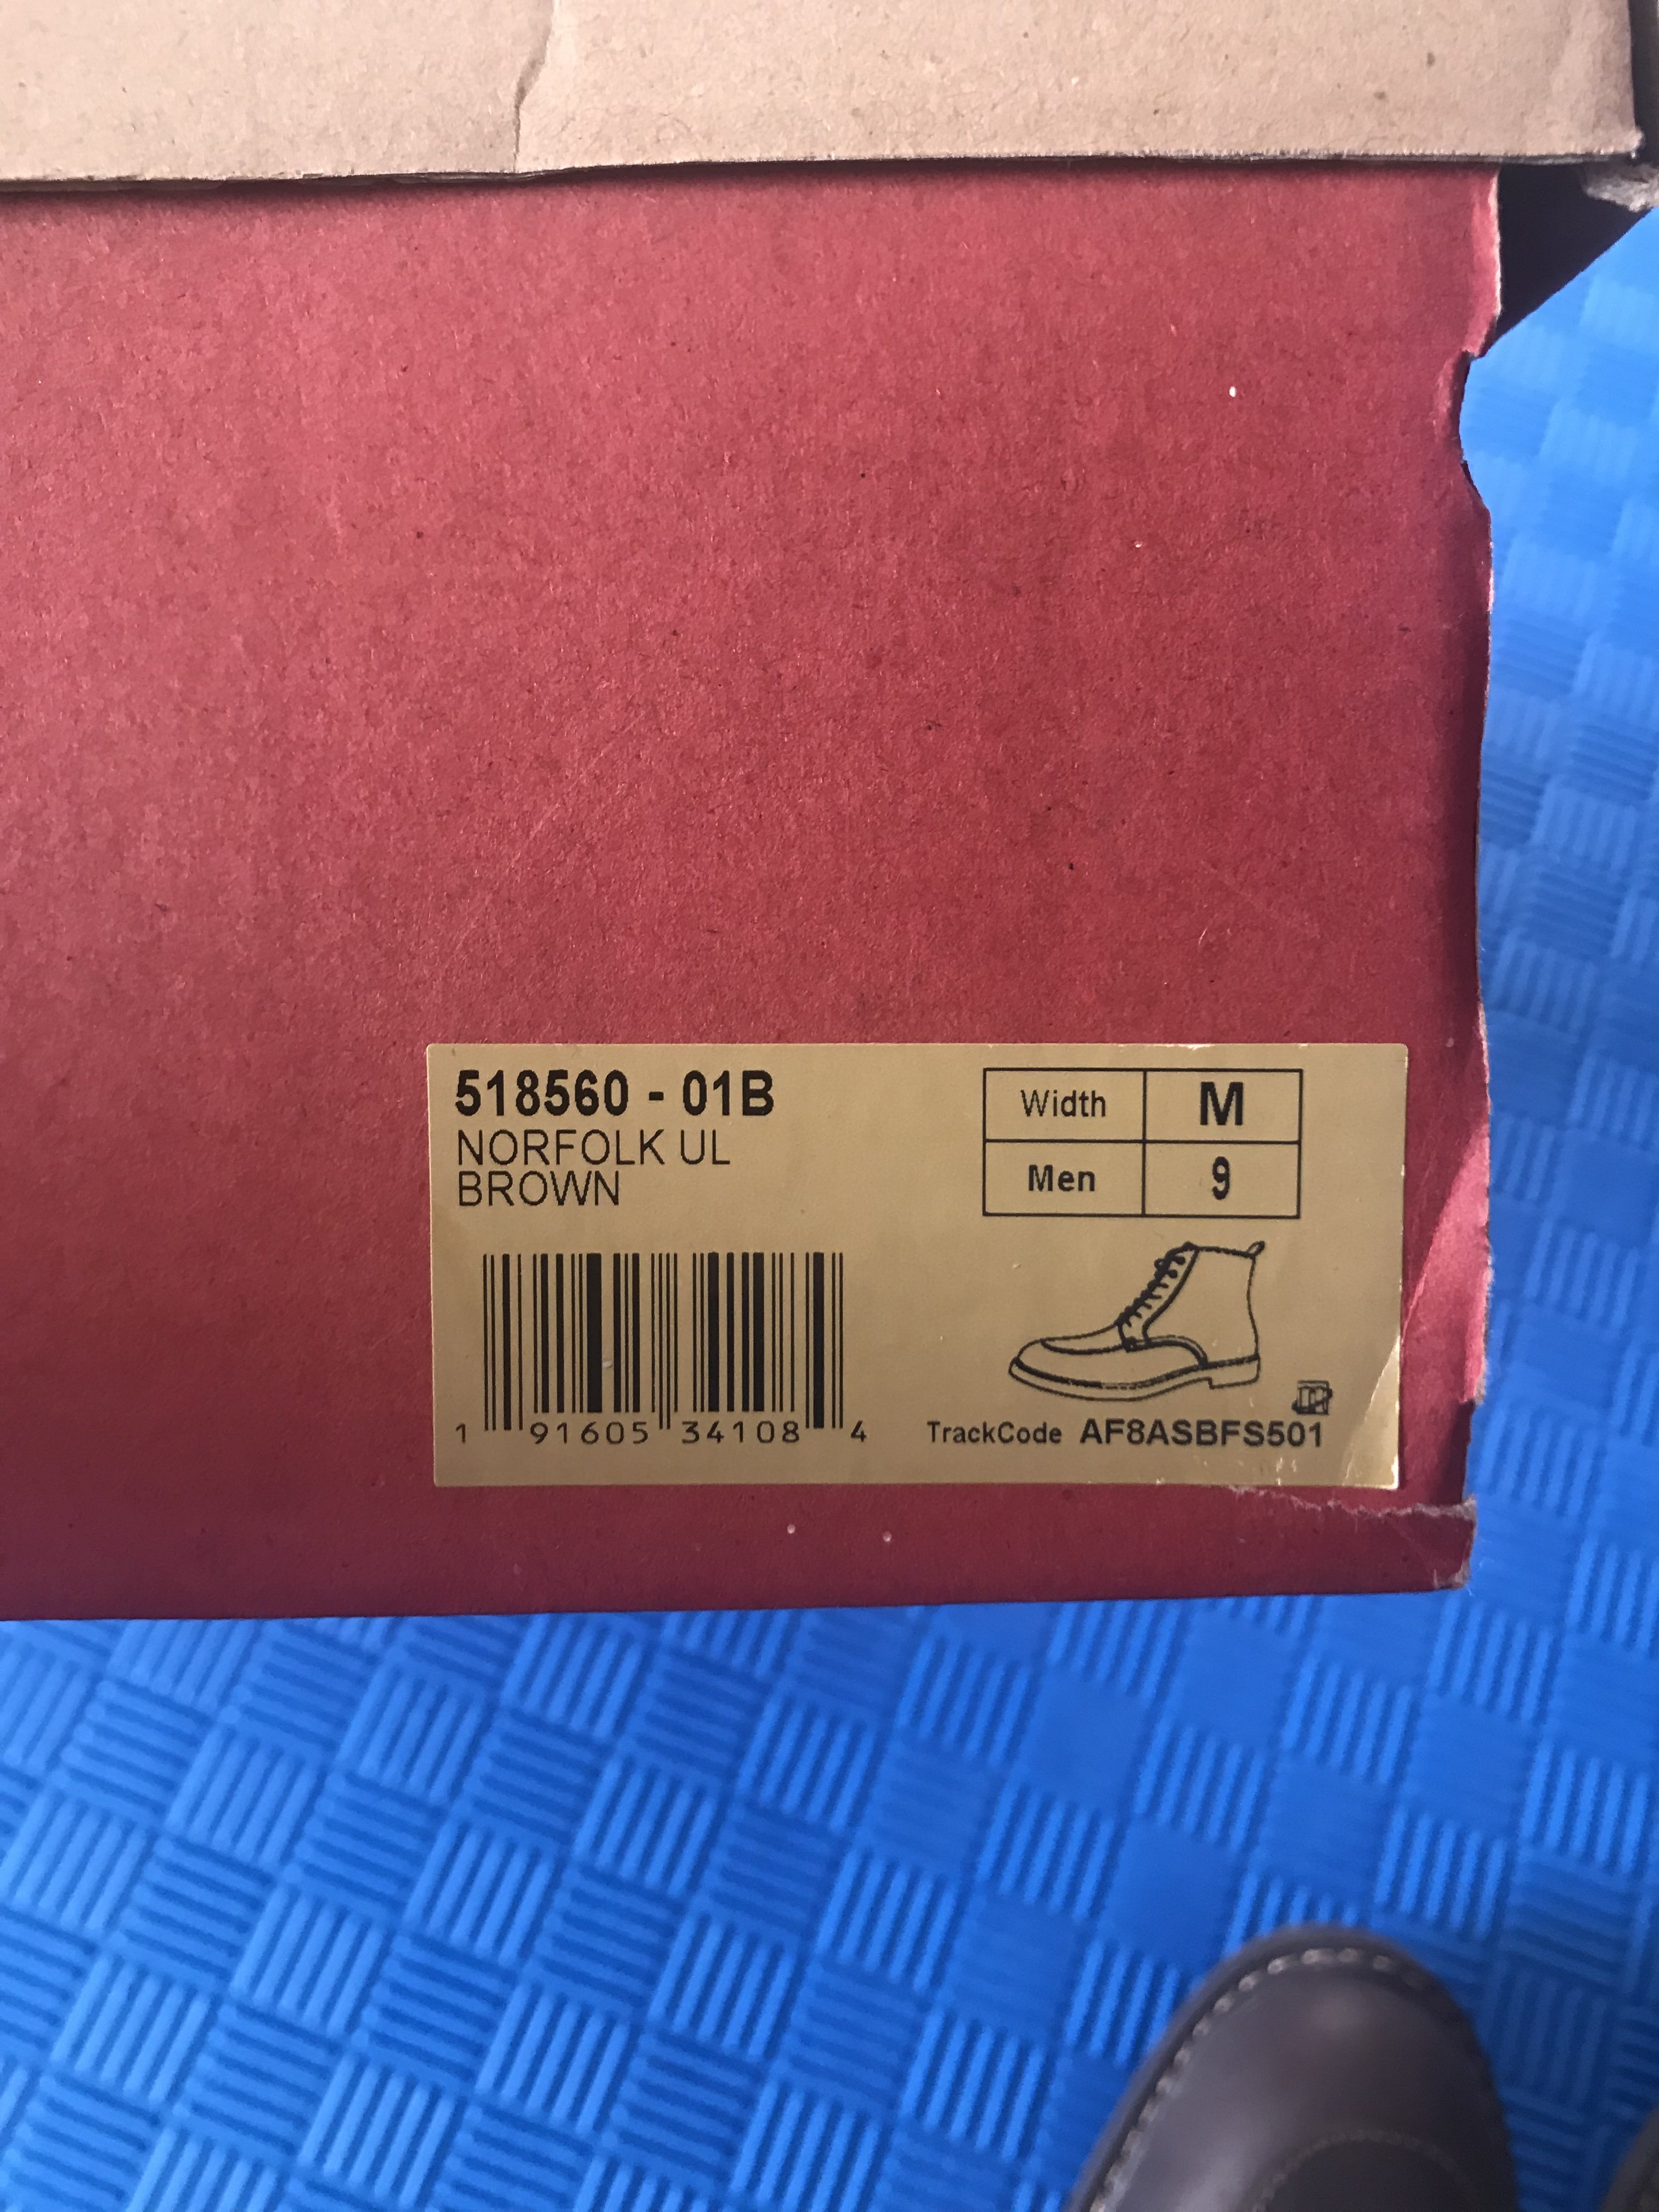 518560 - 01B
NORFOLK UL
BROWN
Width M
Men 9
1 91605 34108 4
TrackCode AF8ASBFS501